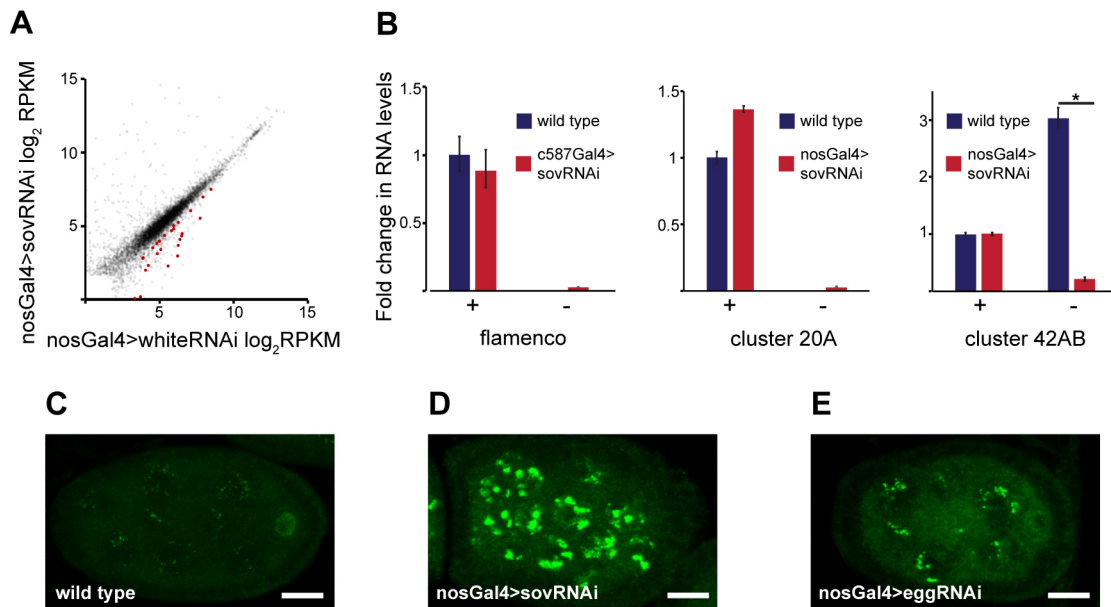 A
nosGal4>sovRNAi log2 RPKM
15
10
5
5
10
15
nosGal4>whiteRNAi log2RPKM
B
Fold change in RNA levels
1.5
1
0.5
wild type
c587Gal4>
sovRNAi
+
-
flamenco
1.5
1
0.5
wild type
nosGal4>
sovRNAi
+
-
cluster 20A
3
2
1
wild type
nosGal4>
sovRNAi
*
+
-
cluster 42AB
C
wild type
D
nosGal4>sovRNAi
E
nosGal4>eggRNAi